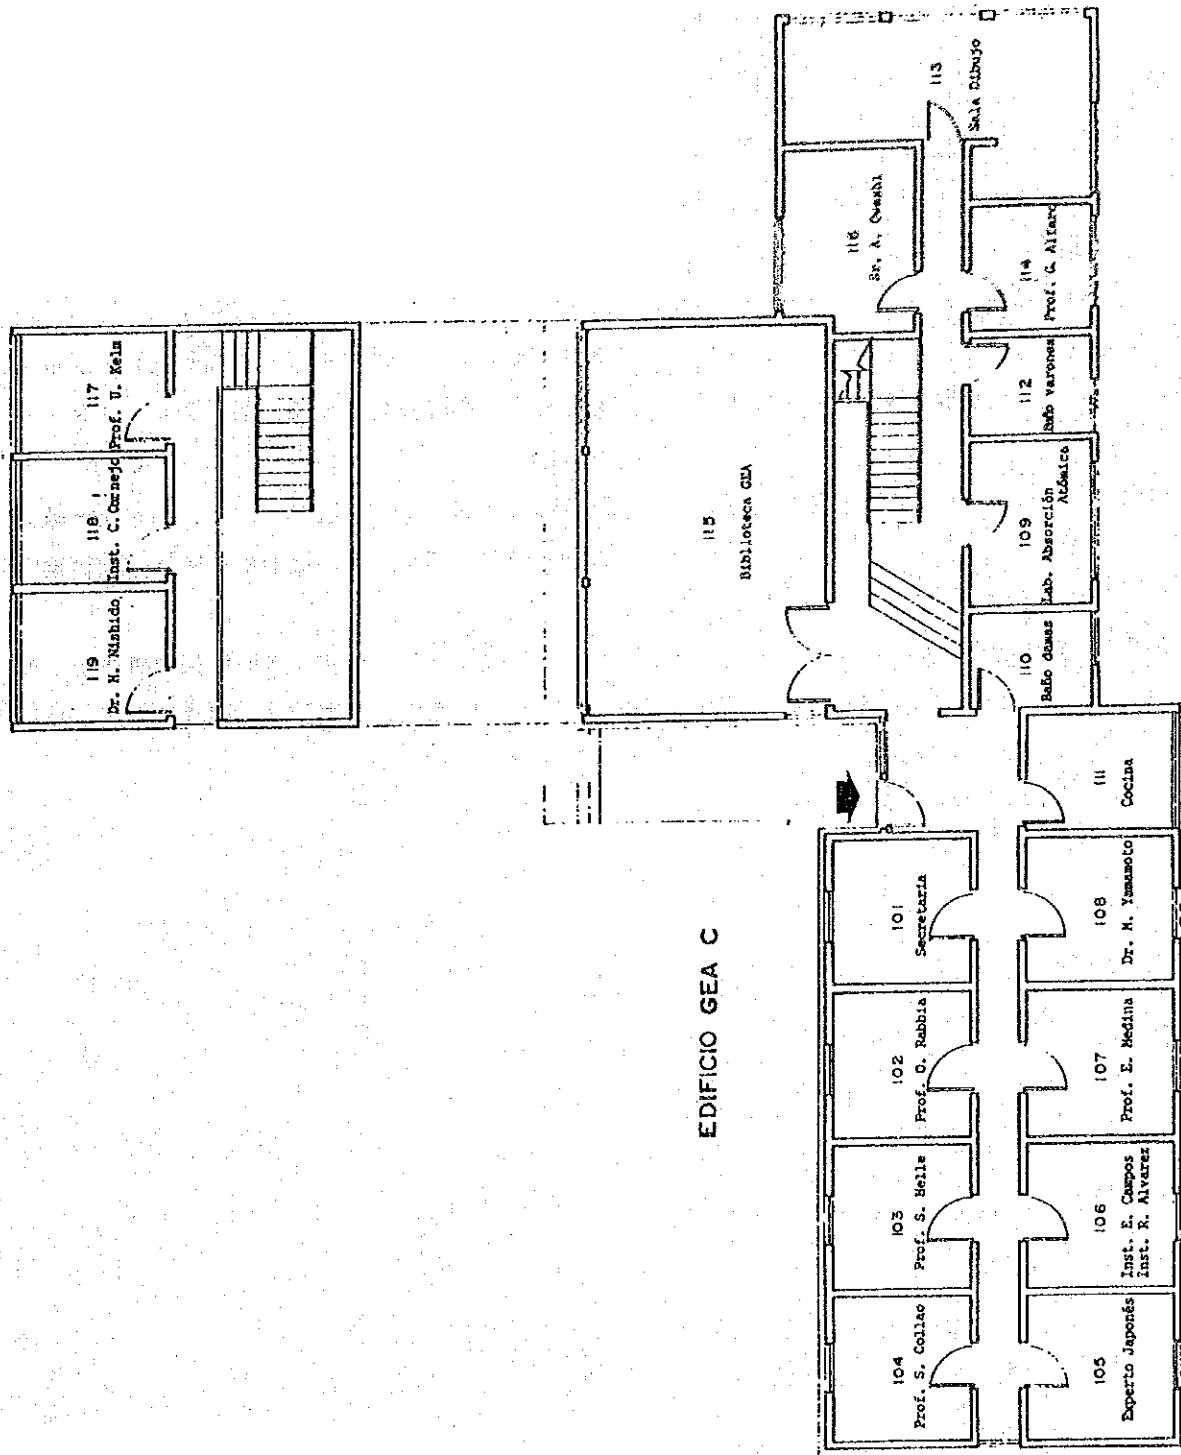 EDIFICIO GEA C
119
Dr. H. Nishido
118
Inst. C. Cornejo
117
Prof. U. Kelm
115
Biblioteca GEA
104
Prof. S. Collao
103
Prof. S. Helle
102
Prof. O. Rabbia
101
Secretaria
116
Sr. A.
113
Sala Dibujo
105
Experto Japonés
106
Inst. E. Campos
Inst. R. Alvarez
107
Prof. E. Medina
108
Dr. M. Yamamoto
111
Cocina
110
Baño damas
109
Lab. Absorción
Atómica
112
Baño varones
114
Prof. G. Alfaro